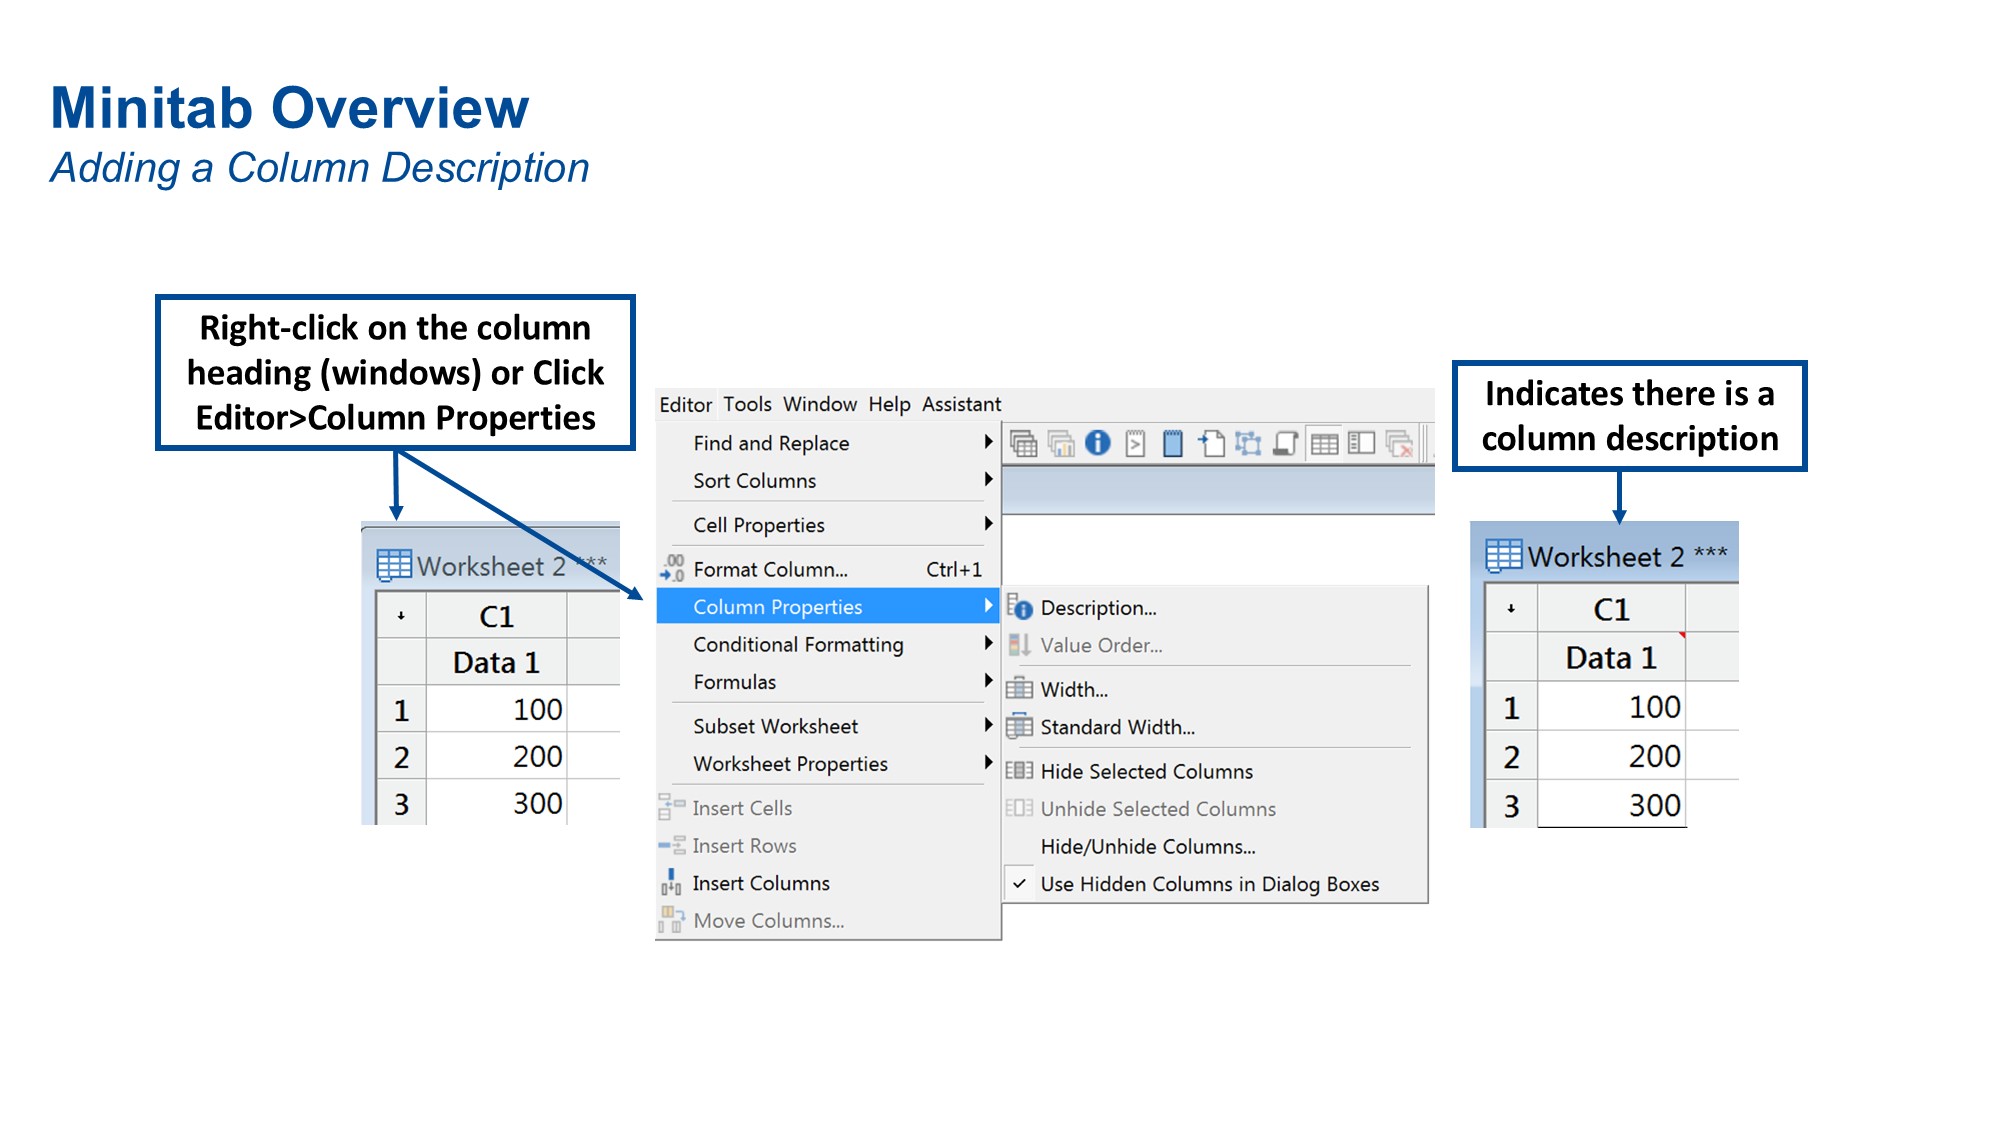 Minitab Overview
Adding a Column Description
Right-click on the column
heading (windows) or Click
Editor>Column Properties
Worksheet 2 ***
C1
Data 1
1 100
2 200
3 300
Editor Tools Window Help Assistant
Find and Replace
Sort Columns
Cell Properties
.00
.0
Format Column... Ctrl+1
Column Properties
Conditional Formatting
Formulas
Subset Worksheet
Worksheet Properties
Insert Cells
Insert Rows
Insert Columns
Move Columns...
Description...
Value Order...
Width...
Standard Width...
Hide Selected Columns
Unhide Selected Columns
Hide/Unhide Columns...
Use Hidden Columns in Dialog Boxes
Indicates there is a
column description
Worksheet 2 ***
C1
Data 1
1 100
2 200
3 300